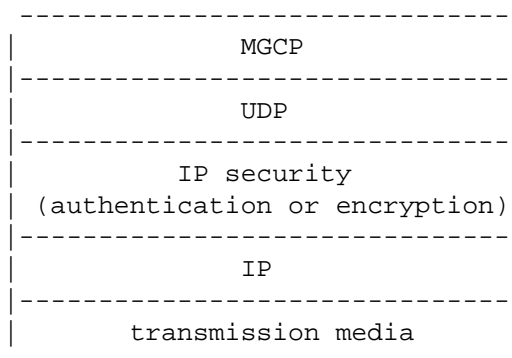 MGCP
UDP
IP security
(authentication or encryption)
IP
transmission media